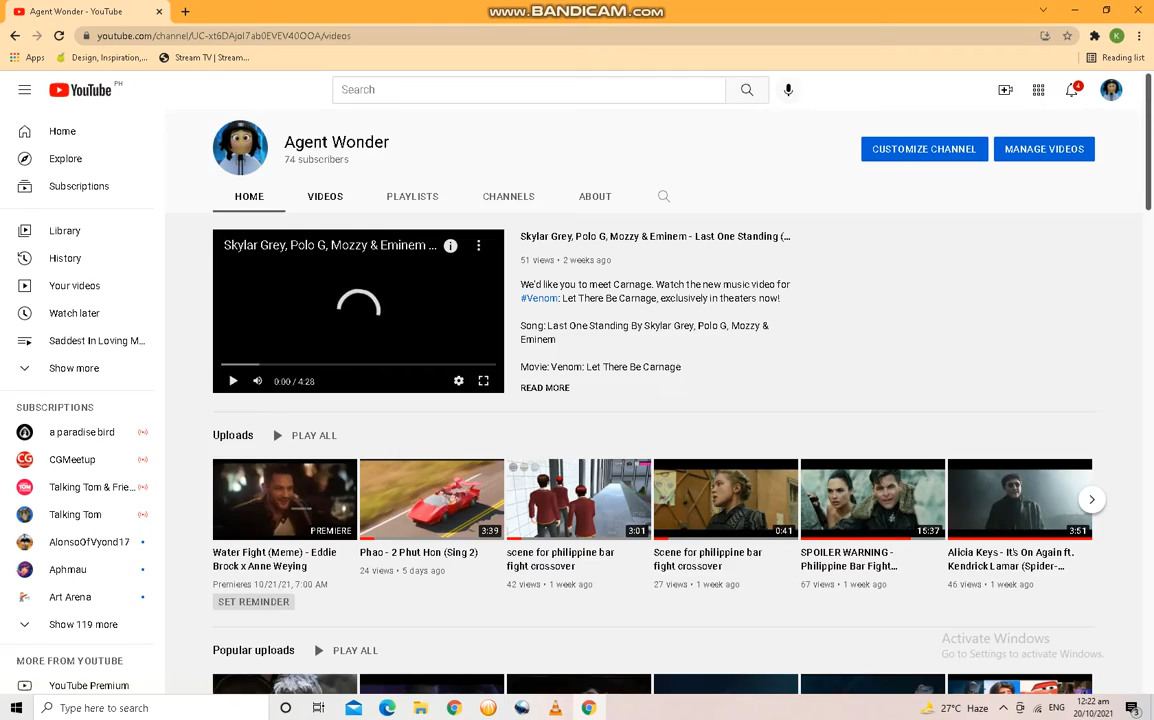 Agent Wonder - YouTube
www.BANDICAM.com
youtube.com/channel/UC-xt6DAjol7ab0EVEV40OOA/videos
K
Apps
Design, Inspiration,...
Stream TV | Stream...
Reading list
YouTube PH
Search
4
Home
Explore
Subscriptions
Library
History
Your videos
Watch later
Saddest In Loving M...
Show more
SUBSCRIPTIONS
a paradise bird
CGMeetup
Talking Tom & Frie...
Talking Tom
AlonsoOfVyond17
Aphmau
Art Arena
Show 119 more
MORE FROM YOUTUBE
YouTube Premium
Agent Wonder
74 subscribers
CUSTOMIZE CHANNEL
MANAGE VIDEOS
HOME
VIDEOS
PLAYLISTS
CHANNELS
ABOUT
Skylar Grey, Polo G, Mozzy & Eminem ...
0:00 / 4:28
Skylar Grey, Polo G, Mozzy & Eminem - Last One Standing (...
51 views • 2 weeks ago
We'd like you to meet Carnage. Watch the new music video for
#Venom: Let There Be Carnage, exclusively in theaters now!
Song: Last One Standing By Skylar Grey, Polo G, Mozzy &
Eminem
Movie: Venom: Let There Be Carnage
READ MORE
Uploads
PLAY ALL
PREMIERE
Water Fight (Meme) - Eddie
Brock x Anne Weying
Premieres 10/21/21, 7:00 AM
SET REMINDER
3:39
Phao - 2 Phut Hon (Sing 2)
24 views • 5 days ago
3:01
scene for philippine bar
fight crossover
42 views • 1 week ago
0:41
Scene for philippine bar
fight crossover
27 views • 1 week ago
15:37
SPOILER WARNING -
Philippine Bar Fight...
67 views • 1 week ago
3:51
Alicia Keys - It's On Again ft.
Kendrick Lamar (Spider-...
46 views • 1 week ago
Popular uploads
PLAY ALL
Activate Windows
Go to Settings to activate Windows.
Type here to search
27°C Haze
ENG
12:22 am
20/10/2021
3